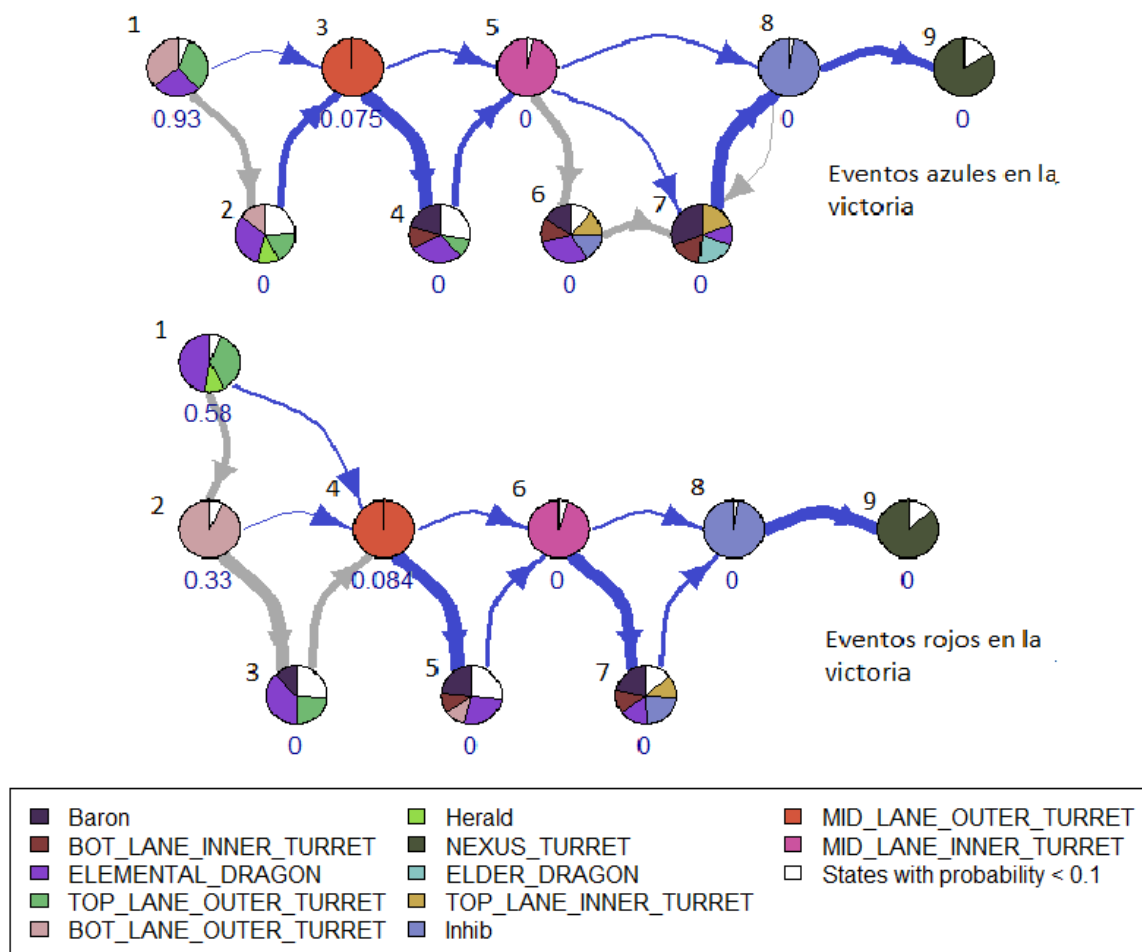 1
3
5
8
9
0.93
0.075
0
0
0
2
4
6
7
0
0
0
0
Eventos azules en la
victoria
1
0.58
2
4
6
8
9
0.33
0.084
0
0
0
3
5
7
0
0
0
Eventos rojos en la
victoria
Baron
BOT_LANE_INNER_TURRET
ELEMENTAL_DRAGON
TOP_LANE_OUTER_TURRET
BOT_LANE_OUTER_TURRET
Herald
NEXUS_TURRET
ELDER_DRAGON
TOP_LANE_INNER_TURRET
Inhib
MID_LANE_OUTER_TURRET
MID_LANE_INNER_TURRET
States with probability < 0.1